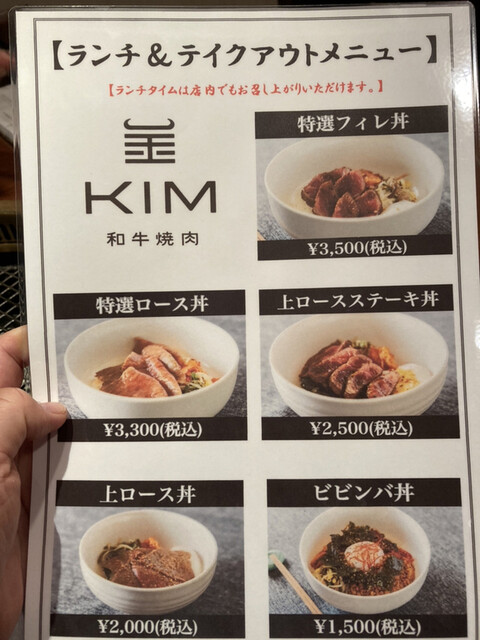 【ランチ＆テイクアウトメニュー】
【ランチタイムは店内でもお召し上がりいただけます。】
KIM
和牛焼肉
特選フィレ丼
¥3,500(税込)
特選ロース丼
¥3,300(税込)
上ロースステーキ丼
¥2,500(税込)
上ロース丼
¥2,000(税込)
ビビンバ丼
¥1,500(税込)